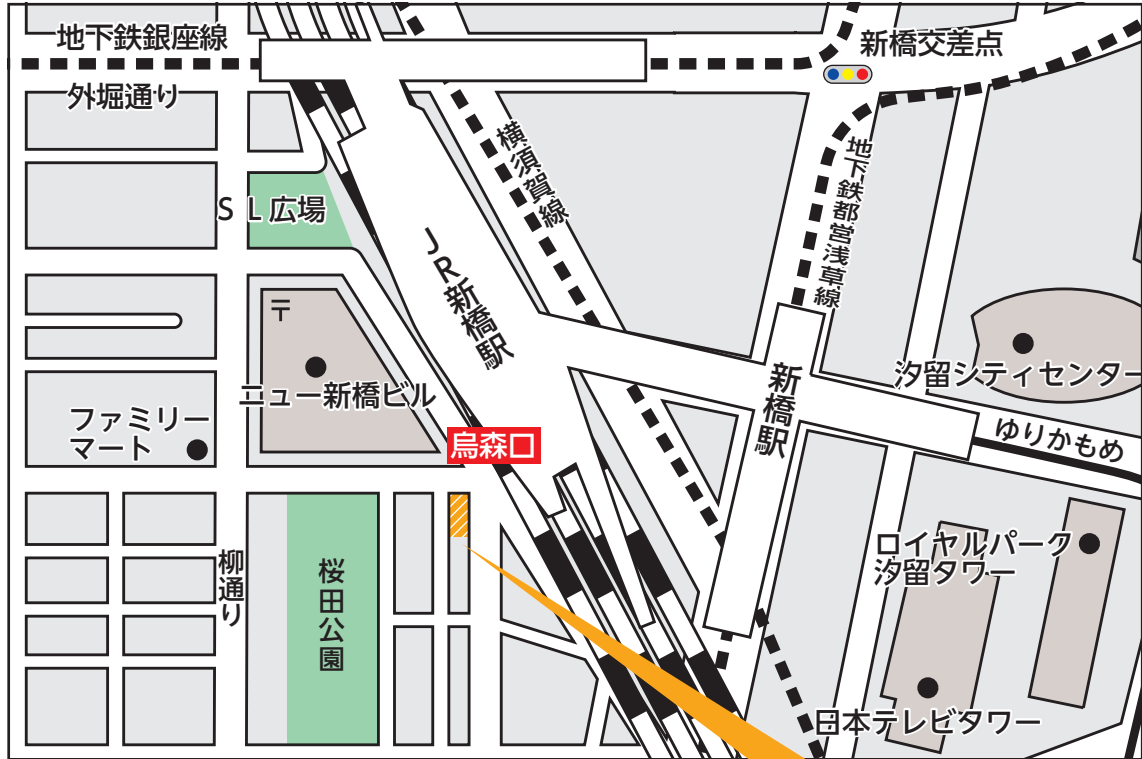 地下鉄銀座線
外堀通り
新橋交差点
横須賀線
地下鉄都営浅草線
SL広場
JR新橋駅
〒
ニュー新橋ビル
汐留シティセンター
ファミリー
マート
新橋駅
ゆりかもめ
烏森口
柳通り
桜田公園
ロイヤルパーク
汐留タワー
日本テレビタワー